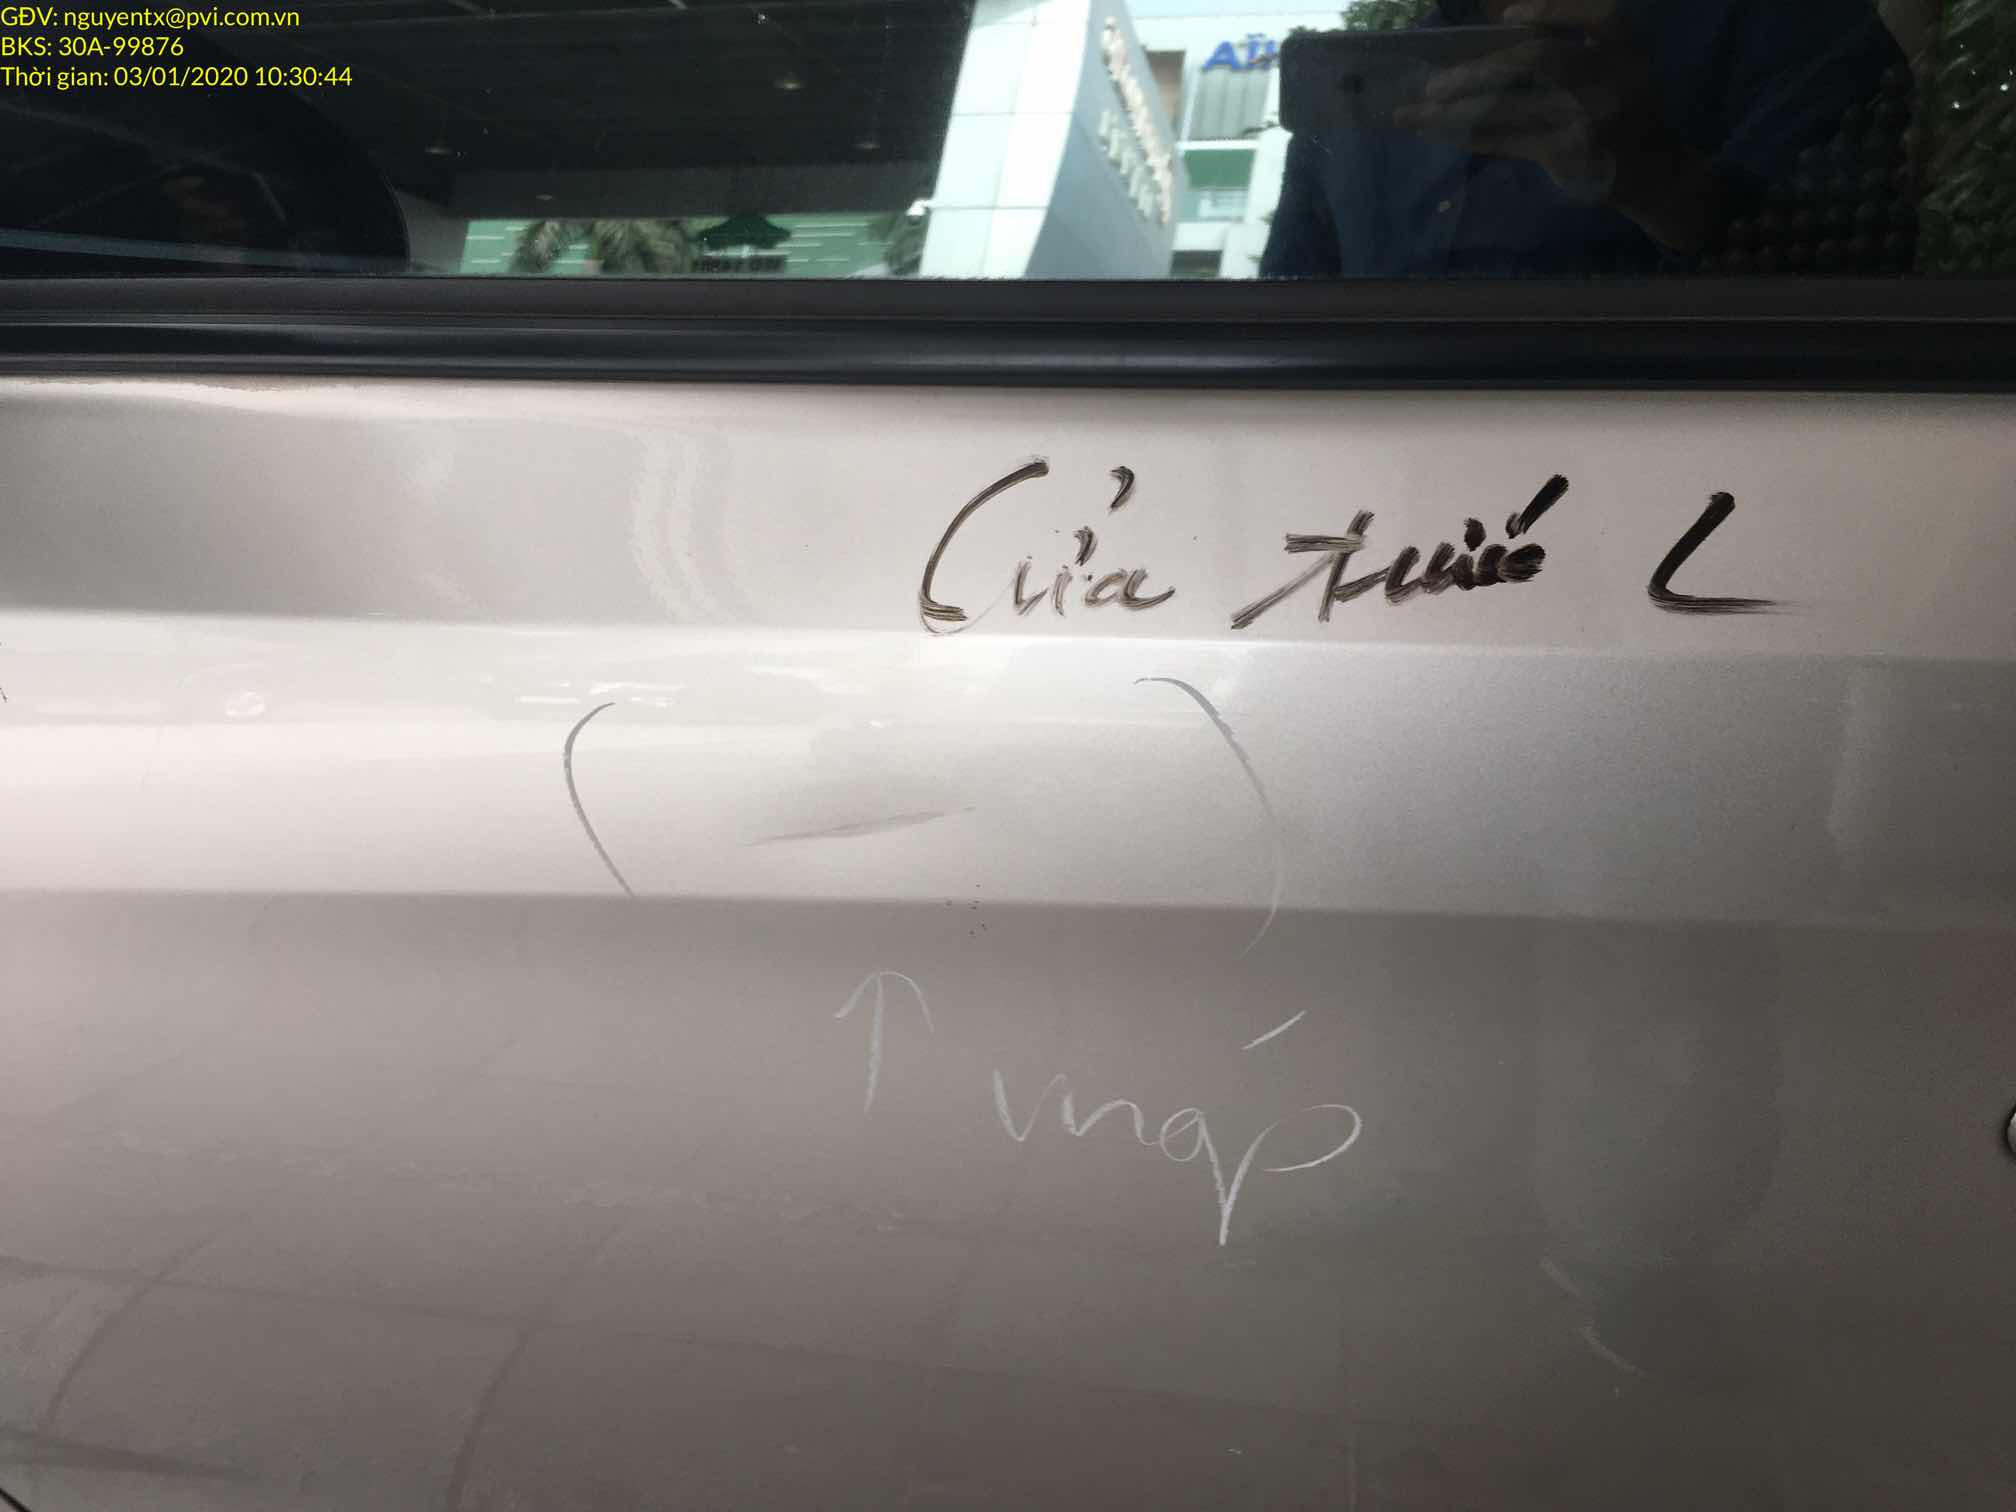 GĐV: nguyentx@pvi.com.vn
BKS: 30A-99876
Thời gian: 03/01/2020 10:30:44
Cửa trước L
↑ móp